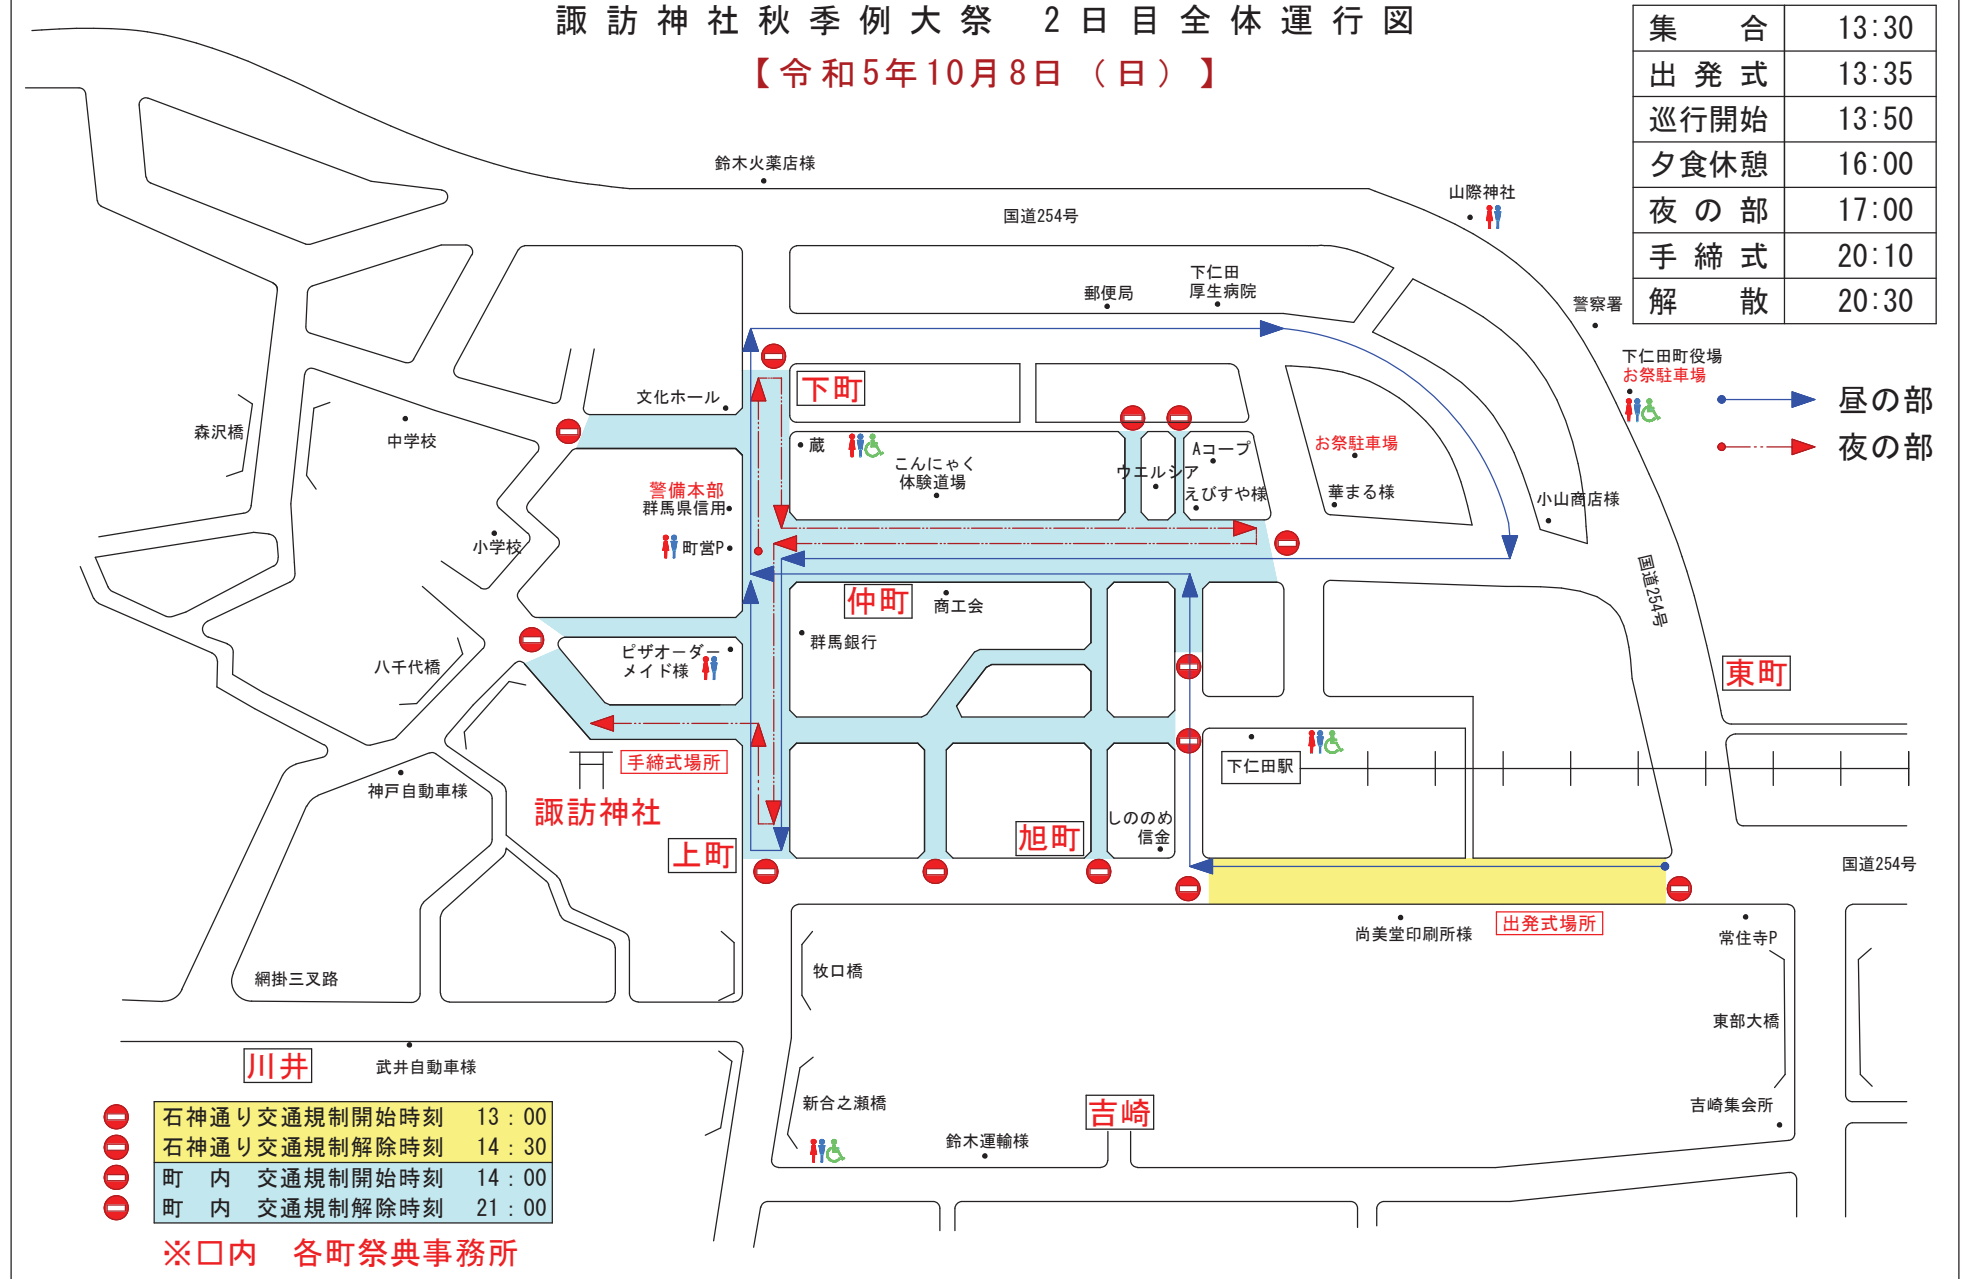 諏訪神社秋季例大祭　2日目全体運行図
【令和5年10月8日（日）】
集合 13:30
出発式 13:35
巡行開始 13:50
夕食休憩 16:00
夜の部 17:00
手締式 20:10
解散 20:30
鈴木火薬店様
国道254号
山際神社
下仁田
厚生病院
郵便局
警察署
下仁田町役場
お祭駐車場
昼の部
夜の部
文化ホール
下町
森沢橋
中学校
蔵
こんにゃく
体験道場
Aコープ
ウエルシア
えびすや様
お祭駐車場
華まる様
小山商店様
警備本部
群馬県信用
小学校
町営P
国道254号
仲町
商工会
群馬銀行
八千代橋
ピザオーダー
メイド様
東町
手締式場所
下仁田駅
神戸自動車様
諏訪神社
しののめ
信金
旭町
上町
国道254号
出発式場所
尚美堂印刷所様
常住寺P
牧口橋
網掛三叉路
東部大橋
川井
武井自動車様
新合之瀬橋
吉崎
吉崎集会所
鈴木運輸様
石神通り交通規制開始時刻　13：00
石神通り交通規制解除時刻　14：30
町　内　交通規制開始時刻　14：00
町　内　交通規制解除時刻　21：00
※□内　各町祭典事務所